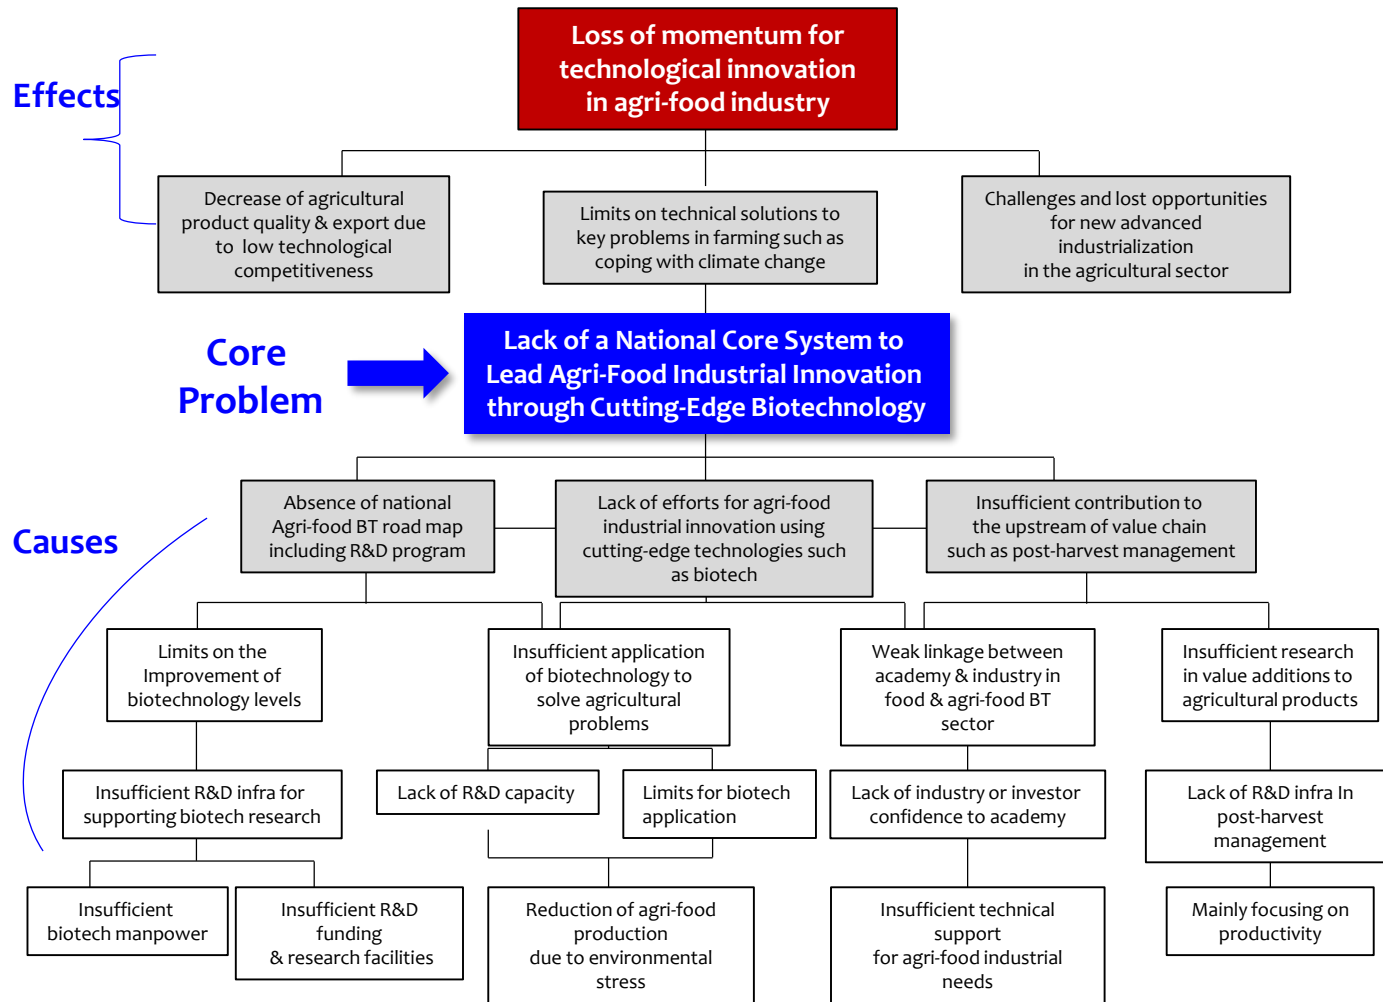 Loss of momentum for
technological innovation
in agri-food industry
Effects
Decrease of agricultural
product quality & export due
to low technological
competitiveness
Limits on technical solutions to
key problems in farming such as
coping with climate change
Challenges and lost opportunities
for new advanced
industrialization
in the agricultural sector
Core
Problem
Lack of a National Core System to
Lead Agri-Food Industrial Innovation
through Cutting-Edge Biotechnology
Causes
Absence of national
Agri-food BT road map
including R&D program
Lack of efforts for agri-food
industrial innovation using
cutting-edge technologies such
as biotech
Insufficient contribution to
the upstream of value chain
such as post-harvest management
Limits on the
Improvement of
biotechnology levels
Insufficient application
of biotechnology to
solve agricultural
problems
Weak linkage between
academy & industry in
food & agri-food BT
sector
Insufficient research
in value additions to
agricultural products
Insufficient R&D infra for
supporting biotech research
Lack of R&D capacity
Limits for biotech
application
Lack of industry or investor
confidence to academy
Lack of R&D infra In
post-harvest
management
Insufficient
biotech manpower
Insufficient R&D
funding
& research facilities
Reduction of agri-food
production
due to environmental
stress
Insufficient technical
support
for agri-food industrial
needs
Mainly focusing on
productivity